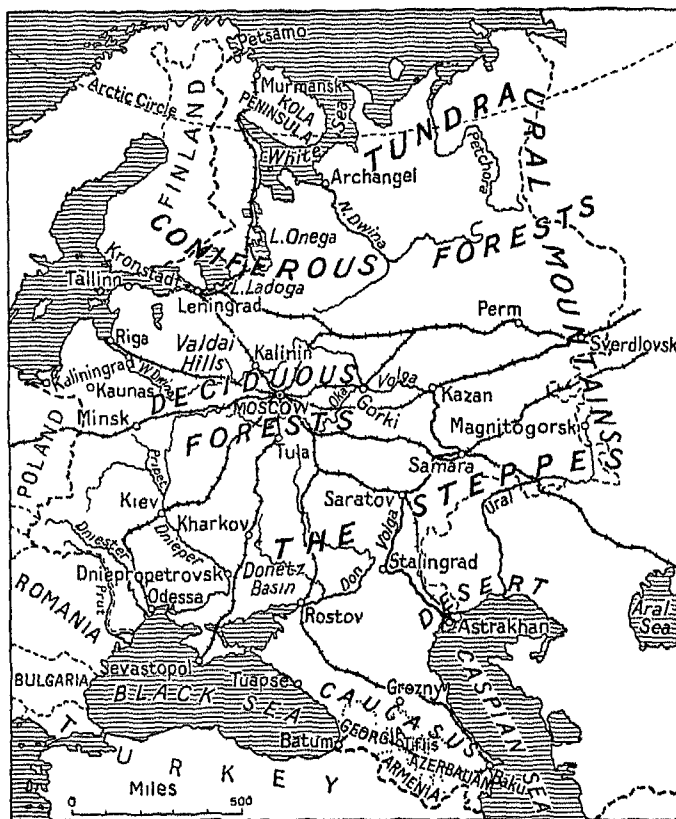 Petsamo
Murmansk
KOLA
PENINSULA
Arctic Circle
White Sea
TUNDRA
URAL MOUNTAINS
FINLAND
Petchora
Archangel
N. Dwina
CONIFEROUS FORESTS
L. Onega
Kronstadt
L. Ladoga
Tallinn
Leningrad
Perm
Sverdlovsk
Riga
Valdai
Hills
Kalinin
Kaliningrad
W. Dwina
Kaunas
DECIDUOUS
FORESTS
Volga
Moscow
Oka
Gorki
Kazan
Minsk
Magnitogorsk
POLAND
Tula
Samara
Pripet
THE STEPPES
Saratov
Ural
Kiev
Kharkov
Volga
Dniester
Dnieper
Stalingrad
Dniepropetrovsk
Donetz
Basin
Don
DESERT
Odessa
Prut
ROMANIA
Rostov
Astrakhan
Aral
Sea
Sevastopol
BULGARIA
BLACK SEA
Tuapse
CAUCASUS
Grozny
CASPIAN SEA
GEORGIA
Tiflis
Batum
AZERBAIJAN
Baku
ARMENIA
TURKEY
Miles
0 500